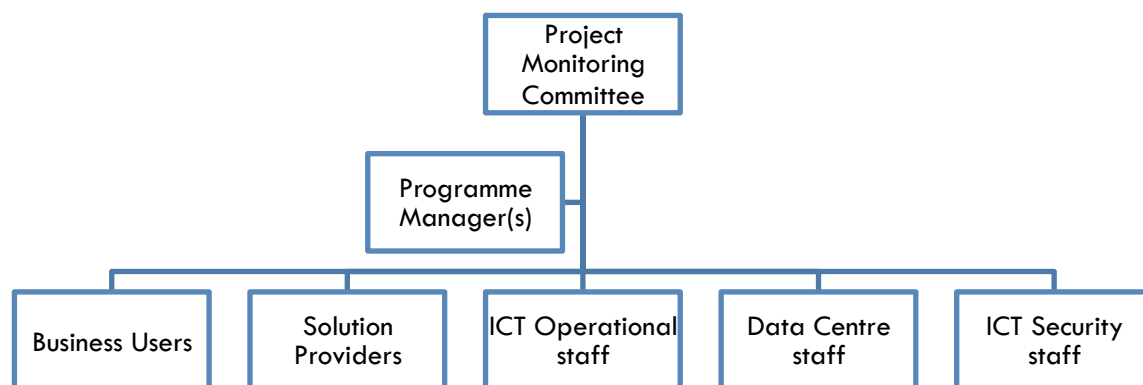 Project
Monitoring
Committee
Programme
Manager(s)
Business Users
Solution
Providers
ICT Operational
staff
Data Centre
staff
ICT Security
staff